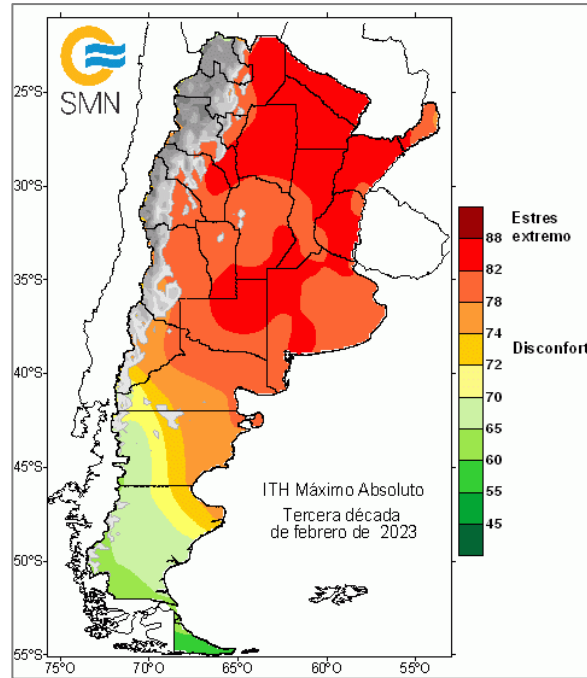 SMN
25°S
30°S
35°S
40°S
45°S
50°S
55°S
75°O
70°O
65°O
60°O
55°O
Estres
extremo
88
82
78
74
Disconfort
72
70
65
60
55
45
ITH Máximo Absoluto
Tercera década
de febrero de 2023